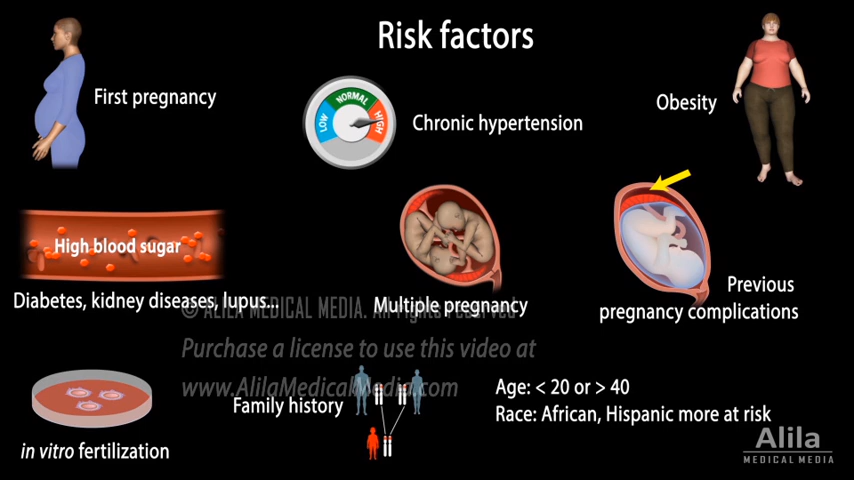 Risk factors
First pregnancy
LOW
NORMAL
HIGH
Chronic hypertension
Obesity
High blood sugar
Diabetes, kidney diseases, lupus...
Multiple pregnancy
Previous
pregnancy complications
© ALILA MEDICAL MEDIA. All rights reserved
Purchase a license to use this video at
www.AlilaMedicalMedia.com
in vitro fertilization
Family history
Age: < 20 or > 40
Race: African, Hispanic more at risk
Alila
MEDICAL MEDIA